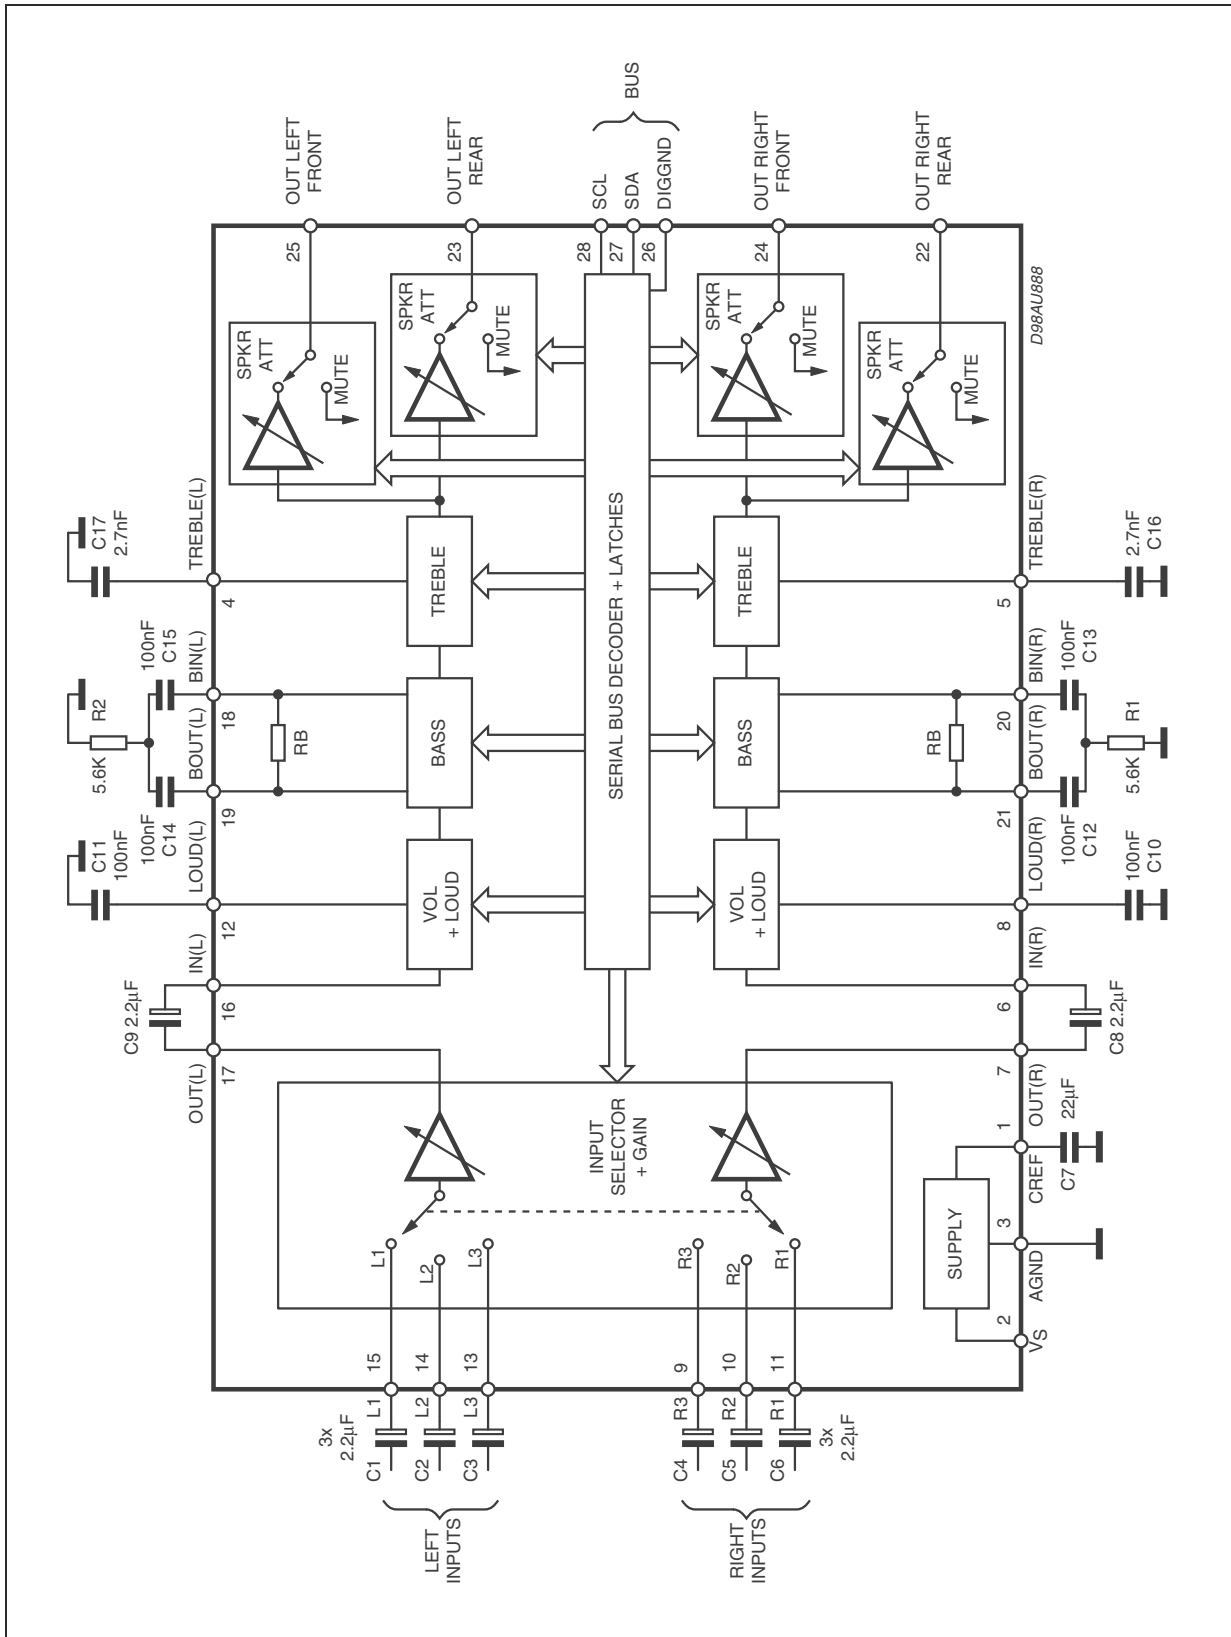 C17
2.7nF
TREBLE(L)
4
100nF
C15
BIN(L)
18
R2
5.6K
BOUT(L)
19
100nF
C14
C11
100nF
LOUD(L)
12
IN(L)
16
C9 2.2µF
OUT(L)
17
OUT LEFT
FRONT
25
OUT LEFT
REAR
23
BUS
SCL
SDA
DIGGND
28
27
26
OUT RIGHT
FRONT
24
OUT RIGHT
REAR
22
D98AU888
SPKR
ATT
MUTE
SPKR
ATT
MUTE
SPKR
ATT
MUTE
SPKR
ATT
MUTE
TREBLE
BASS
VOL
+ LOUD
RB
SERIAL BUS DECODER + LATCHES
TREBLE
BASS
VOL
+ LOUD
RB
INPUT
SELECTOR
+ GAIN
L1
L2
L3
R3
R2
R1
15
14
13
9
10
11
L1
L2
L3
R3
R2
R1
3x
2.2µF
C1
C2
C3
C4
C5
C6
3x
2.2µF
LEFT
INPUTS
RIGHT
INPUTS
TREBLE(R)
5
2.7nF
C16
BIN(R)
20
100nF
C13
BOUT(R)
21
R1
5.6K
100nF
C12
LOUD(R)
8
100nF
C10
IN(R)
6
C8 2.2µF
7
OUT(R)
1
22µF
CREF
C7
3
AGND
SUPPLY
2
VS